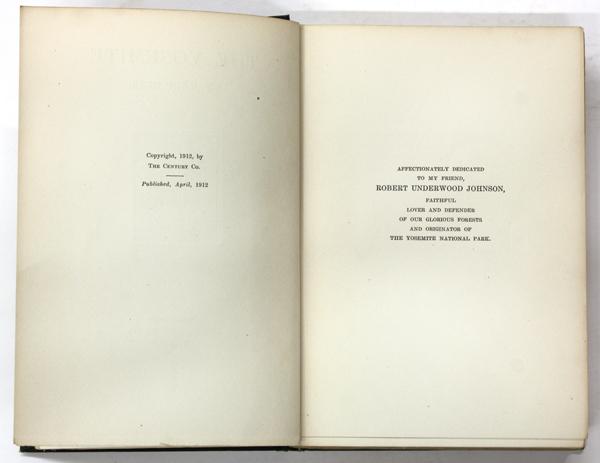 Copyright, 1912, by
THE CENTURY CO.
Published, April, 1912
AFFECTIONATELY DEDICATED
TO MY FRIEND,
ROBERT UNDERWOOD JOHNSON,
FAITHFUL
LOVER AND DEFENDER
OF OUR GLORIOUS FORESTS
AND ORIGINATOR OF
THE YOSEMITE NATIONAL PARK.